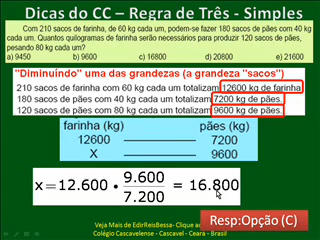 Dicas do CC – Regra de Três - Simples
Com 210 sacos de farinha, de 60 kg cada um, podem-se fazer 180 sacos de pães com 40 kg
cada um. Quantos quilogramas de farinha serão necessários para produzir 120 sacos de pães,
pesando 80 kg cada um?
a) 9450 b) 9600 c) 16800 d) 20800 e) 21600
"Diminuíndo" uma das grandezas (a grandeza "sacos")
210 sacos de farinha com 60 kg cada um totalizam 12600 kg de farinha.
180 sacos de pães com 40 kg cada um totalizam 7200 kg de pães.
120 sacos de pães com 80 kg cada um totalizam 9600 kg de pães.
farinha (kg) pães (kg)
12600 ——— 7200
X ——— 9600
x=12.600 • 9.600 / 7.200 = 16.800
Resp:Opção (C)
Veja Mais de EdirReisBessa- Clique ao
Colégio Cascavelense - Cascavel - Ceará - Brasil